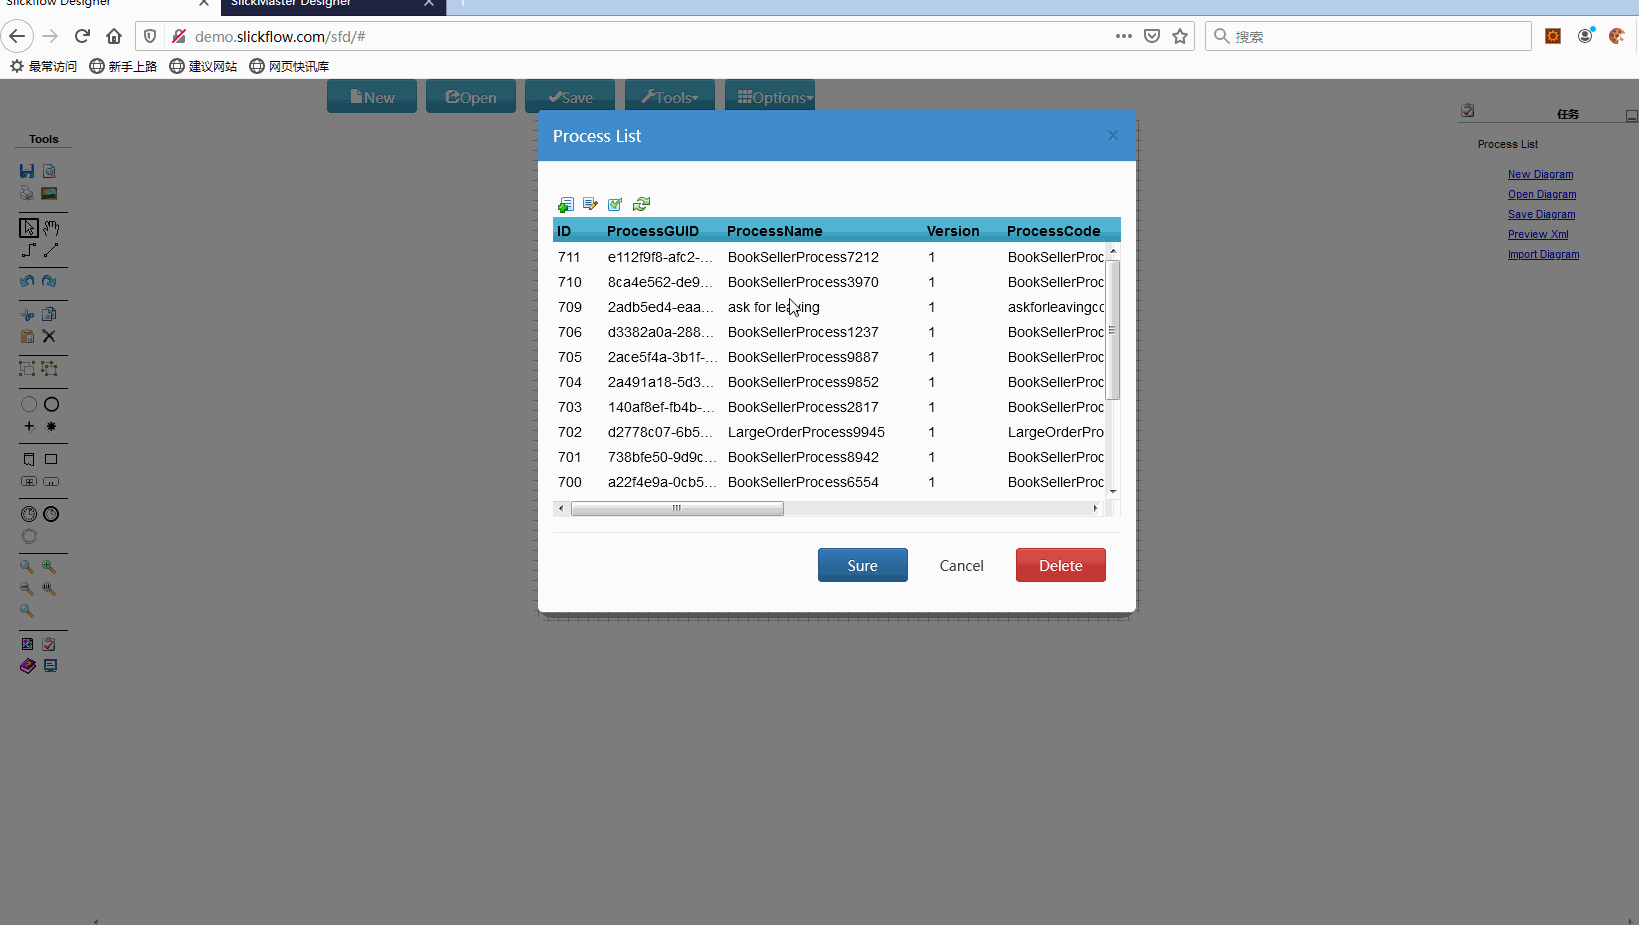 Slickflow Designer
SlickMaster Designer
demo.slickflow.com/sfd/#
搜索
最常访问
新手上路
建议网站
网页快讯库
New
Open
Save
Tools
Options
Tools
任务
Process List
New Diagram
Open Diagram
Save Diagram
Preview Xml
Import Diagram
Process List
ID ProcessGUID ProcessName Version ProcessCode
711 e112f9f8-afc2-... BookSellerProcess7212 1 BookSellerProc
710 8ca4e562-de9... BookSellerProcess3970 1 BookSellerProc
709 2adb5ed4-eaa... ask for leaving 1 askforleavingcc
706 d3382a0a-288... BookSellerProcess1237 1 BookSellerProc
705 2ace5f4a-3b1f-... BookSellerProcess9887 1 BookSellerProc
704 2a491a18-5d3... BookSellerProcess9852 1 BookSellerProc
703 140af8ef-fb4b-... BookSellerProcess2817 1 BookSellerProc
702 d2778c07-6b5... LargeOrderProcess9945 1 LargeOrderPro
701 738bfe50-9d9c... BookSellerProcess8942 1 BookSellerProc
700 a22f4e9a-0cb5... BookSellerProcess6554 1 BookSellerProc
Sure
Cancel
Delete